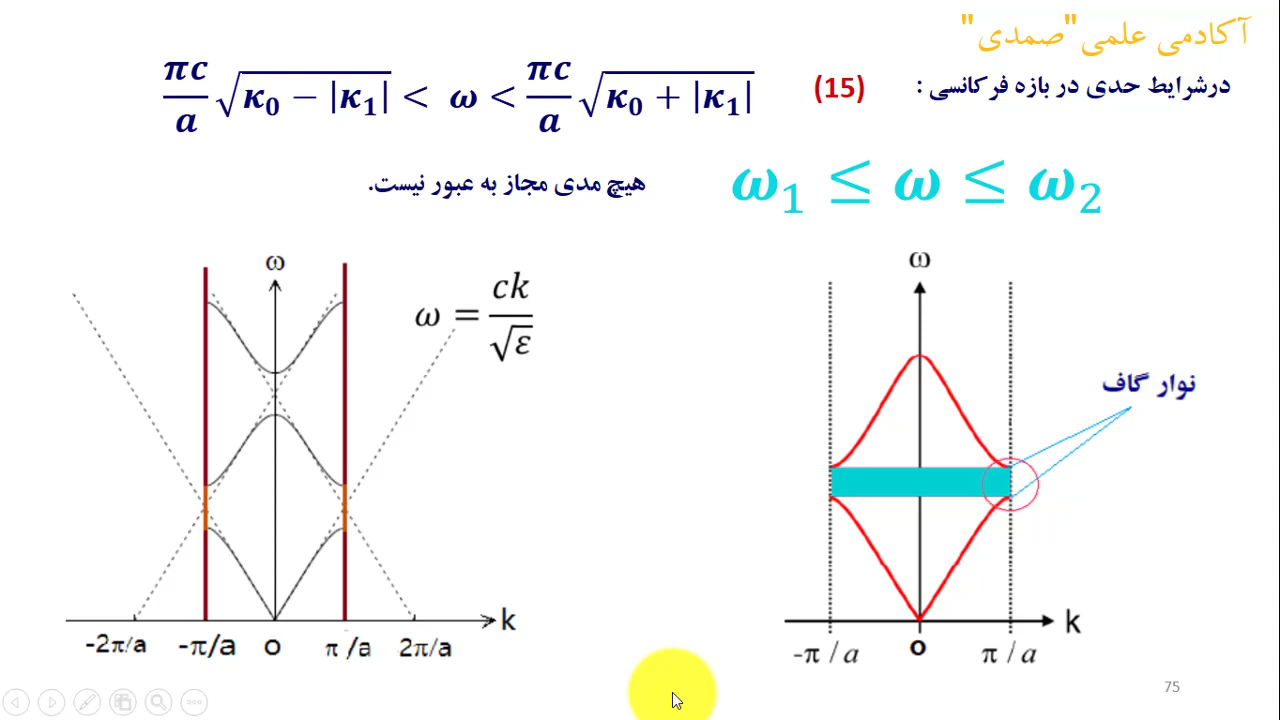 آکادمی علمی"صمدی"
درشرایط حدی در بازه فرکانسی :
(15)
πc/a √(κ₀ − |κ₁|) < ω < πc/a √(κ₀ + |κ₁|)
ω₁ ≤ ω ≤ ω₂
هیچ مدی مجاز به عبور نیست.
ω
ω = ck/√ε
k
-2π/a -π/a o π/a 2π/a
ω
نوار گاف
k
-π / a o π / a
75